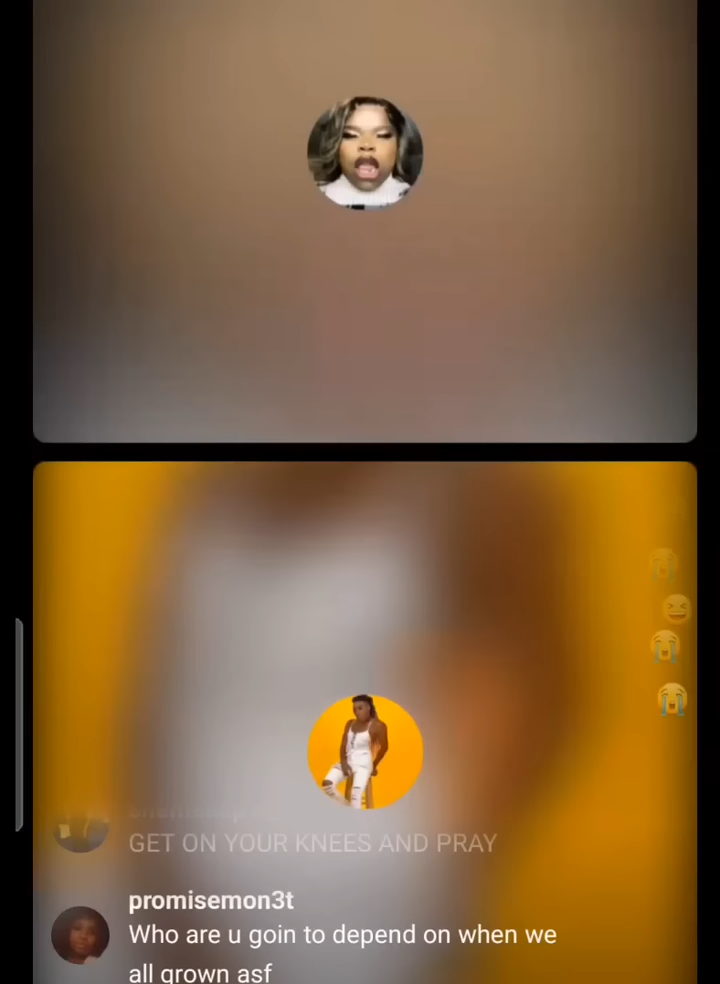 GET ON YOUR KNEES AND PRAY
promisemon3t
Who are u goin to depend on when we
all grown asf